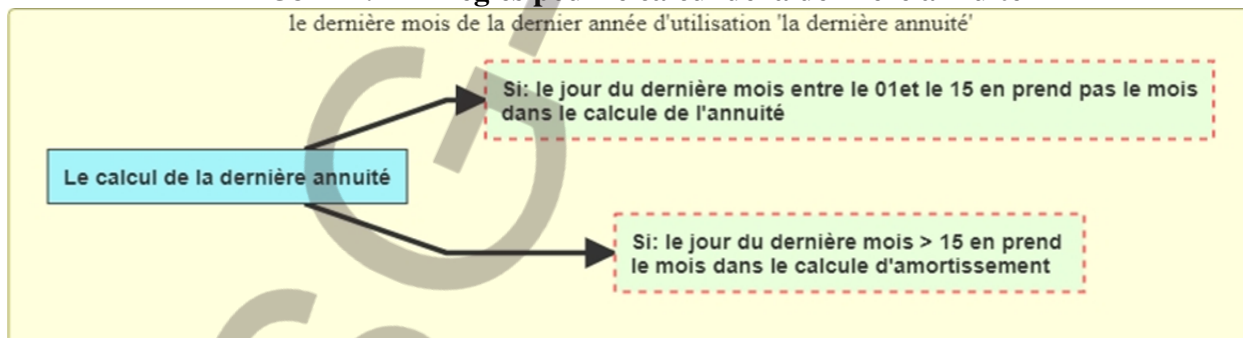 le dernière mois de la dernier année d'utilisation 'la dernière annuité'
Si: le jour du dernière mois entre le 01et le 15 en prend pas le mois
dans le calcule de l'annuité
Le calcul de la dernière annuité
Si: le jour du dernière mois > 15 en prend
le mois dans le calcule d'amortissement